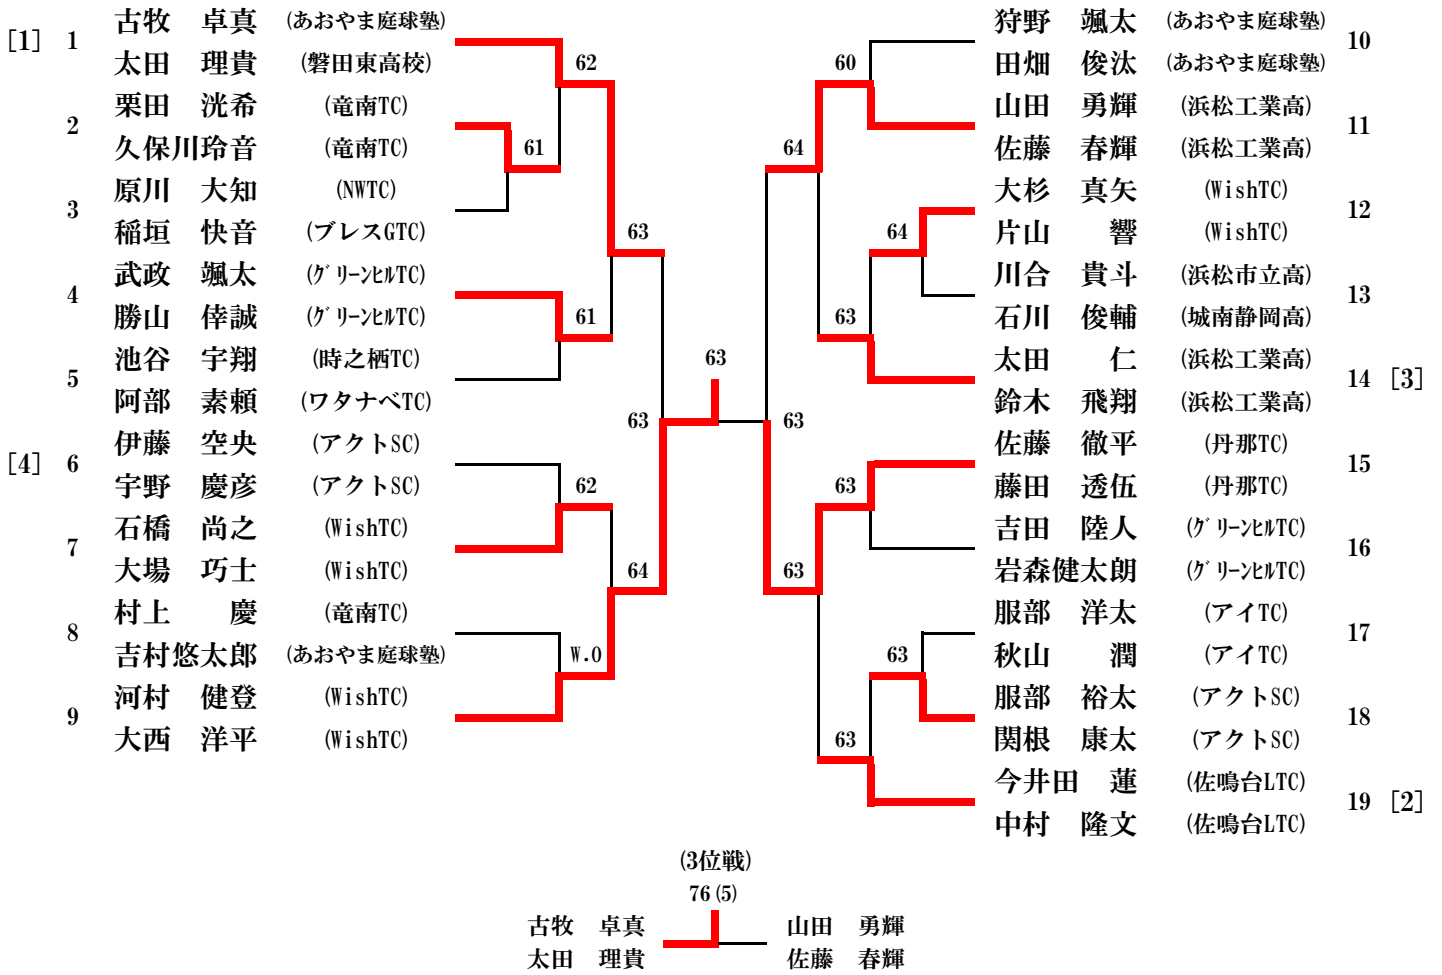 [1] 1 古牧 卓真 (あおやま庭球塾)
太田 理貴 (磐田東高校)
2 栗田 洸希 (竜南TC)
久保川玲音 (竜南TC)
3 原川 大知 (NWTC)
稲垣 快音 (ブレスGTC)
4 武政 颯太 (グリーンヒルTC)
勝山 倖誠 (グリーンヒルTC)
5 池谷 宇翔 (時之栖TC)
阿部 素頼 (ワタナベTC)
[4] 6 伊藤 空央 (アクトSC)
宇野 慶彦 (アクトSC)
7 石橋 尚之 (WishTC)
大場 巧士 (WishTC)
8 村上 慶 (竜南TC)
吉村悠太郎 (あおやま庭球塾)
9 河村 健登 (WishTC)
大西 洋平 (WishTC)
62
61
63
61
63
62
64
W.0
63
狩野 颯太 (あおやま庭球塾) 10
田畑 俊汰 (あおやま庭球塾)
山田 勇輝 (浜松工業高) 11
佐藤 春輝 (浜松工業高)
大杉 真矢 (WishTC) 12
片山 響 (WishTC)
川合 貴斗 (浜松市立高) 13
石川 俊輔 (城南静岡高)
太田 仁 (浜松工業高) 14 [3]
鈴木 飛翔 (浜松工業高)
佐藤 徹平 (丹那TC) 15
藤田 透伍 (丹那TC)
吉田 陸人 (グリーンヒルTC) 16
岩森健太朗 (グリーンヒルTC)
服部 洋太 (アイTC) 17
秋山 潤 (アイTC)
服部 裕太 (アクトSC) 18
関根 康太 (アクトSC)
今井田 蓮 (佐鳴台LTC) 19 [2]
中村 隆文 (佐鳴台LTC)
60
64
64
63
63
63
63
63
63
(3位戦)
76(5)
古牧 卓真 山田 勇輝
太田 理貴 佐藤 春輝